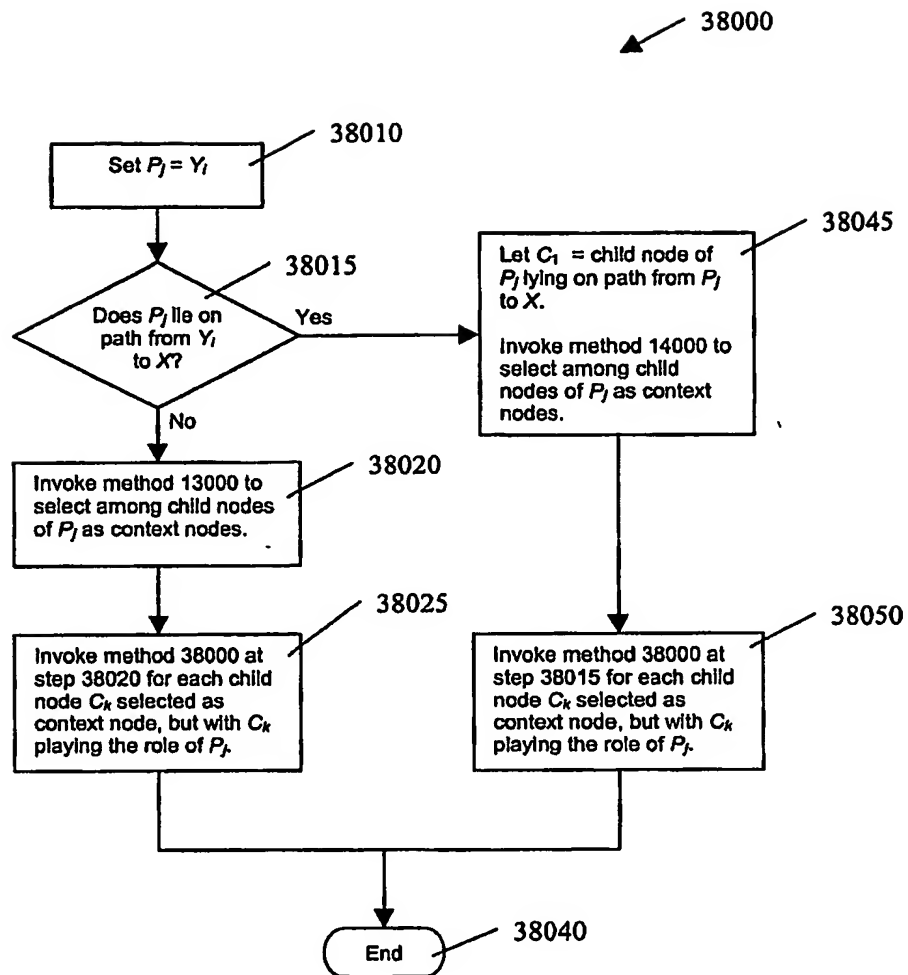 38000
38010
Set Pj = Yi
38015
Does Pj lie on
path from Yi
to X?
Yes
No
38045
Let C1 = child node of
Pj lying on path from Pj
to X.
Invoke method 14000 to
select among child
nodes of Pj as context
nodes.
38020
Invoke method 13000 to
select among child nodes
of Pj as context nodes.
38025
Invoke method 38000 at
step 38020 for each child
node Ck selected as
context node, but with Ck
playing the role of Pj.
38050
Invoke method 38000 at
step 38015 for each child
node Ck selected as
context node, but with Ck
playing the role of Pj.
End
38040